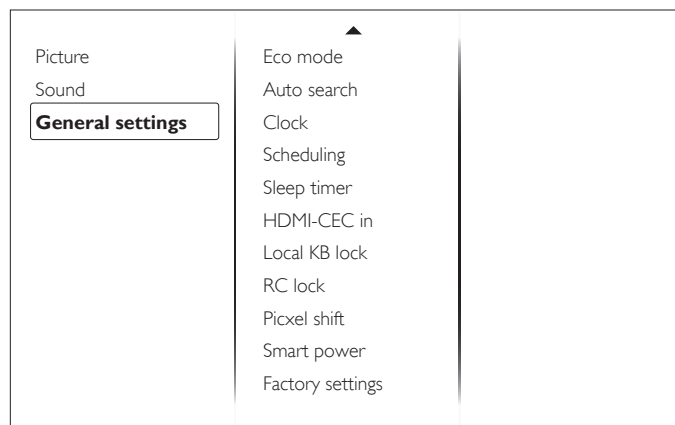 Picture
Sound
General settings
Eco mode
Auto search
Clock
Scheduling
Sleep timer
HDMI-CEC in
Local KB lock
RC lock
Picxel shift
Smart power
Factory settings